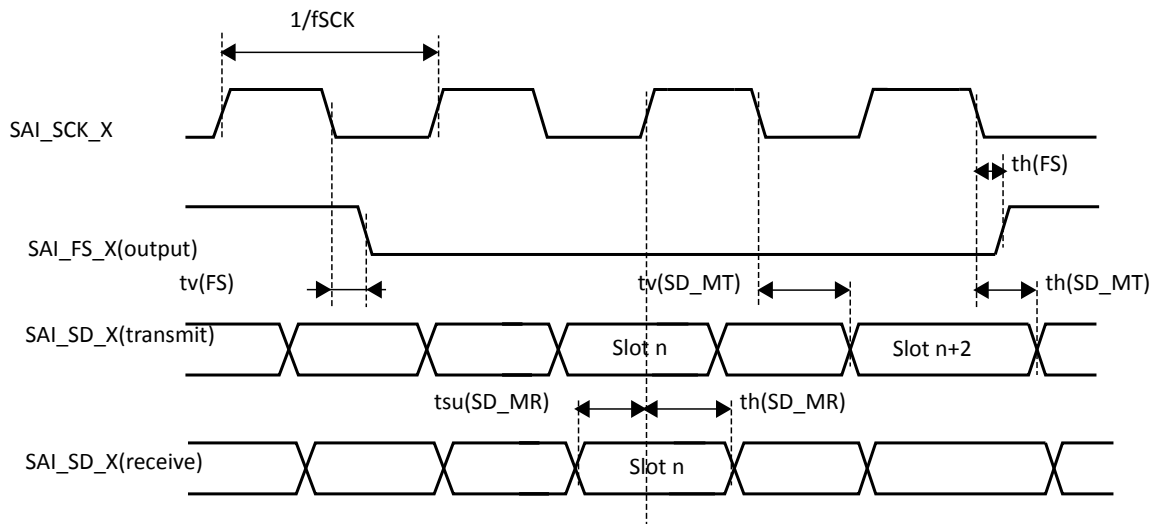 1/fSCK
SAI_SCK_X
th(FS)
SAI_FS_X(output)
tv(FS)
tv(SD_MT)
th(SD_MT)
SAI_SD_X(transmit)
Slot n
Slot n+2
tsu(SD_MR)
th(SD_MR)
SAI_SD_X(receive)
Slot n